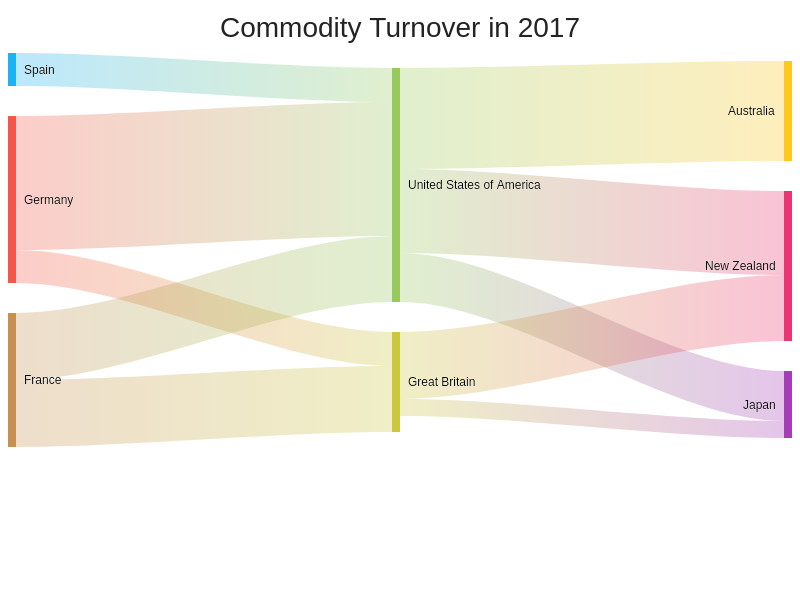 Commodity Turnover in 2017
Spain
Germany
France
United States of America
Great Britain
Australia
New Zealand
Japan